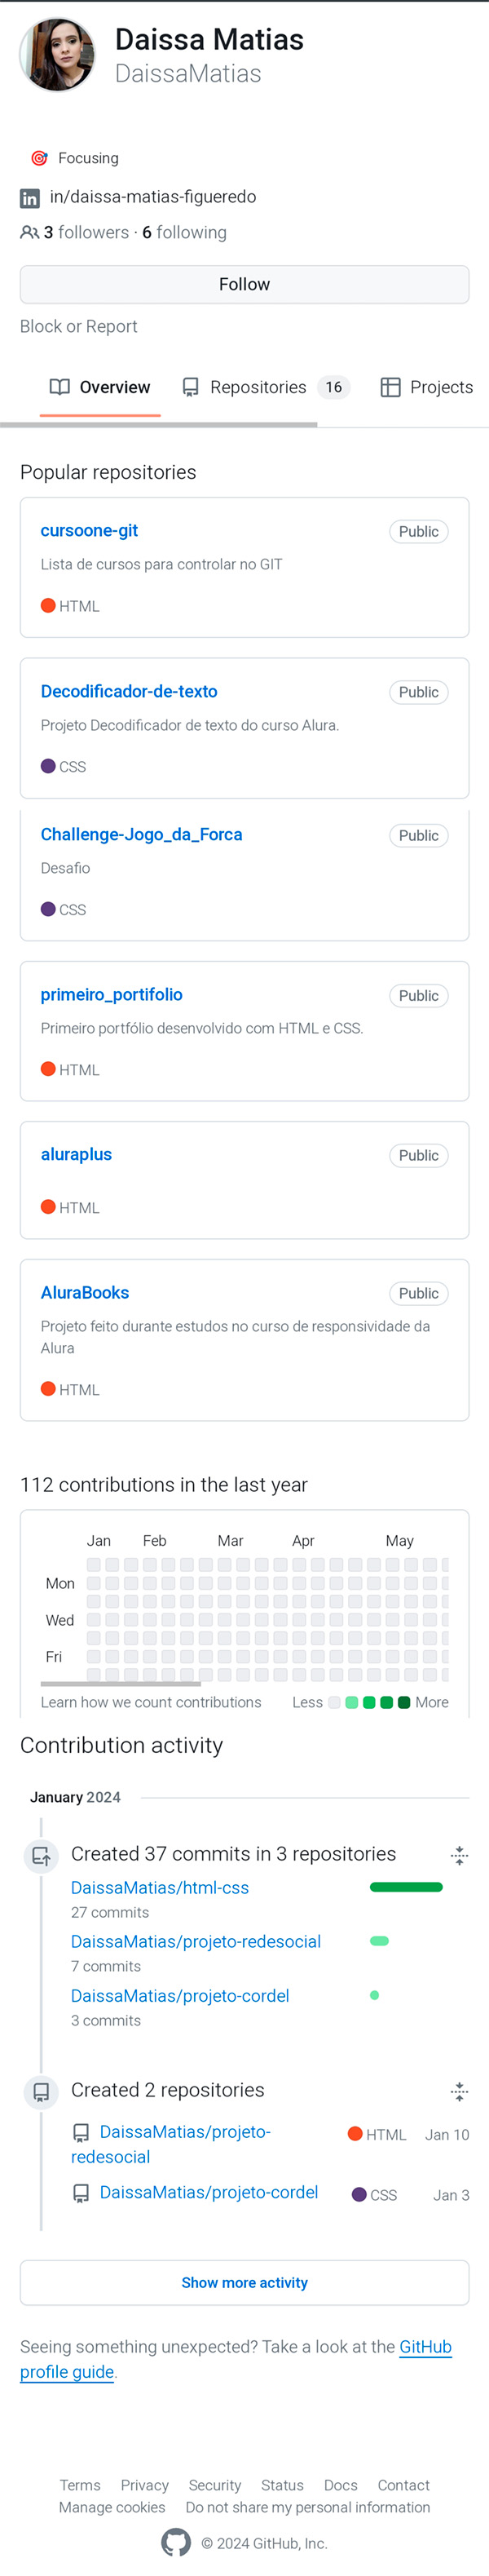 Daissa Matias
DaissaMatias
Focusing
in/daissa-matias-figueredo
3 followers · 6 following
Follow
Block or Report
Overview Repositories 16 Projects
Popular repositories
cursoone-git Public
Lista de cursos para controlar no GIT
HTML
Decodificador-de-texto Public
Projeto Decodificador de texto do curso Alura.
CSS
Challenge-Jogo_da_Forca Public
Desafio
CSS
primeiro_portifolio Public
Primeiro portfólio desenvolvido com HTML e CSS.
HTML
aluraplus Public
HTML
AluraBooks Public
Projeto feito durante estudos no curso de responsividade da
Alura
HTML
112 contributions in the last year
Jan Feb Mar Apr May
Mon
Wed
Fri
Learn how we count contributions Less More
Contribution activity
January 2024
Created 37 commits in 3 repositories
DaissaMatias/html-css
27 commits
DaissaMatias/projeto-redesocial
7 commits
DaissaMatias/projeto-cordel
3 commits
Created 2 repositories
DaissaMatias/projeto- HTML Jan 10
redesocial
DaissaMatias/projeto-cordel CSS Jan 3
Show more activity
Seeing something unexpected? Take a look at the GitHub
profile guide.
Terms Privacy Security Status Docs Contact
Manage cookies Do not share my personal information
© 2024 GitHub, Inc.